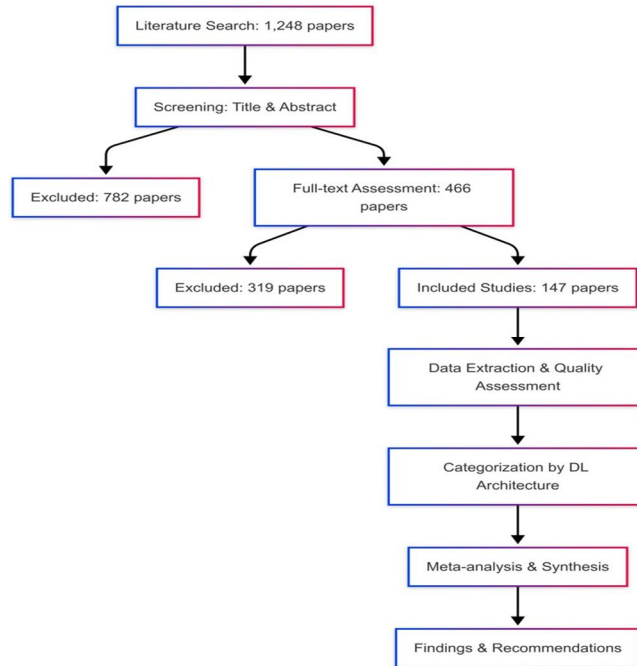 Literature Search: 1,248 papers
Screening: Title & Abstract
Excluded: 782 papers
Full-text Assessment: 466
papers
Excluded: 319 papers
Included Studies: 147 papers
Data Extraction & Quality
Assessment
Categorization by DL
Architecture
Meta-analysis & Synthesis
Findings & Recommendations